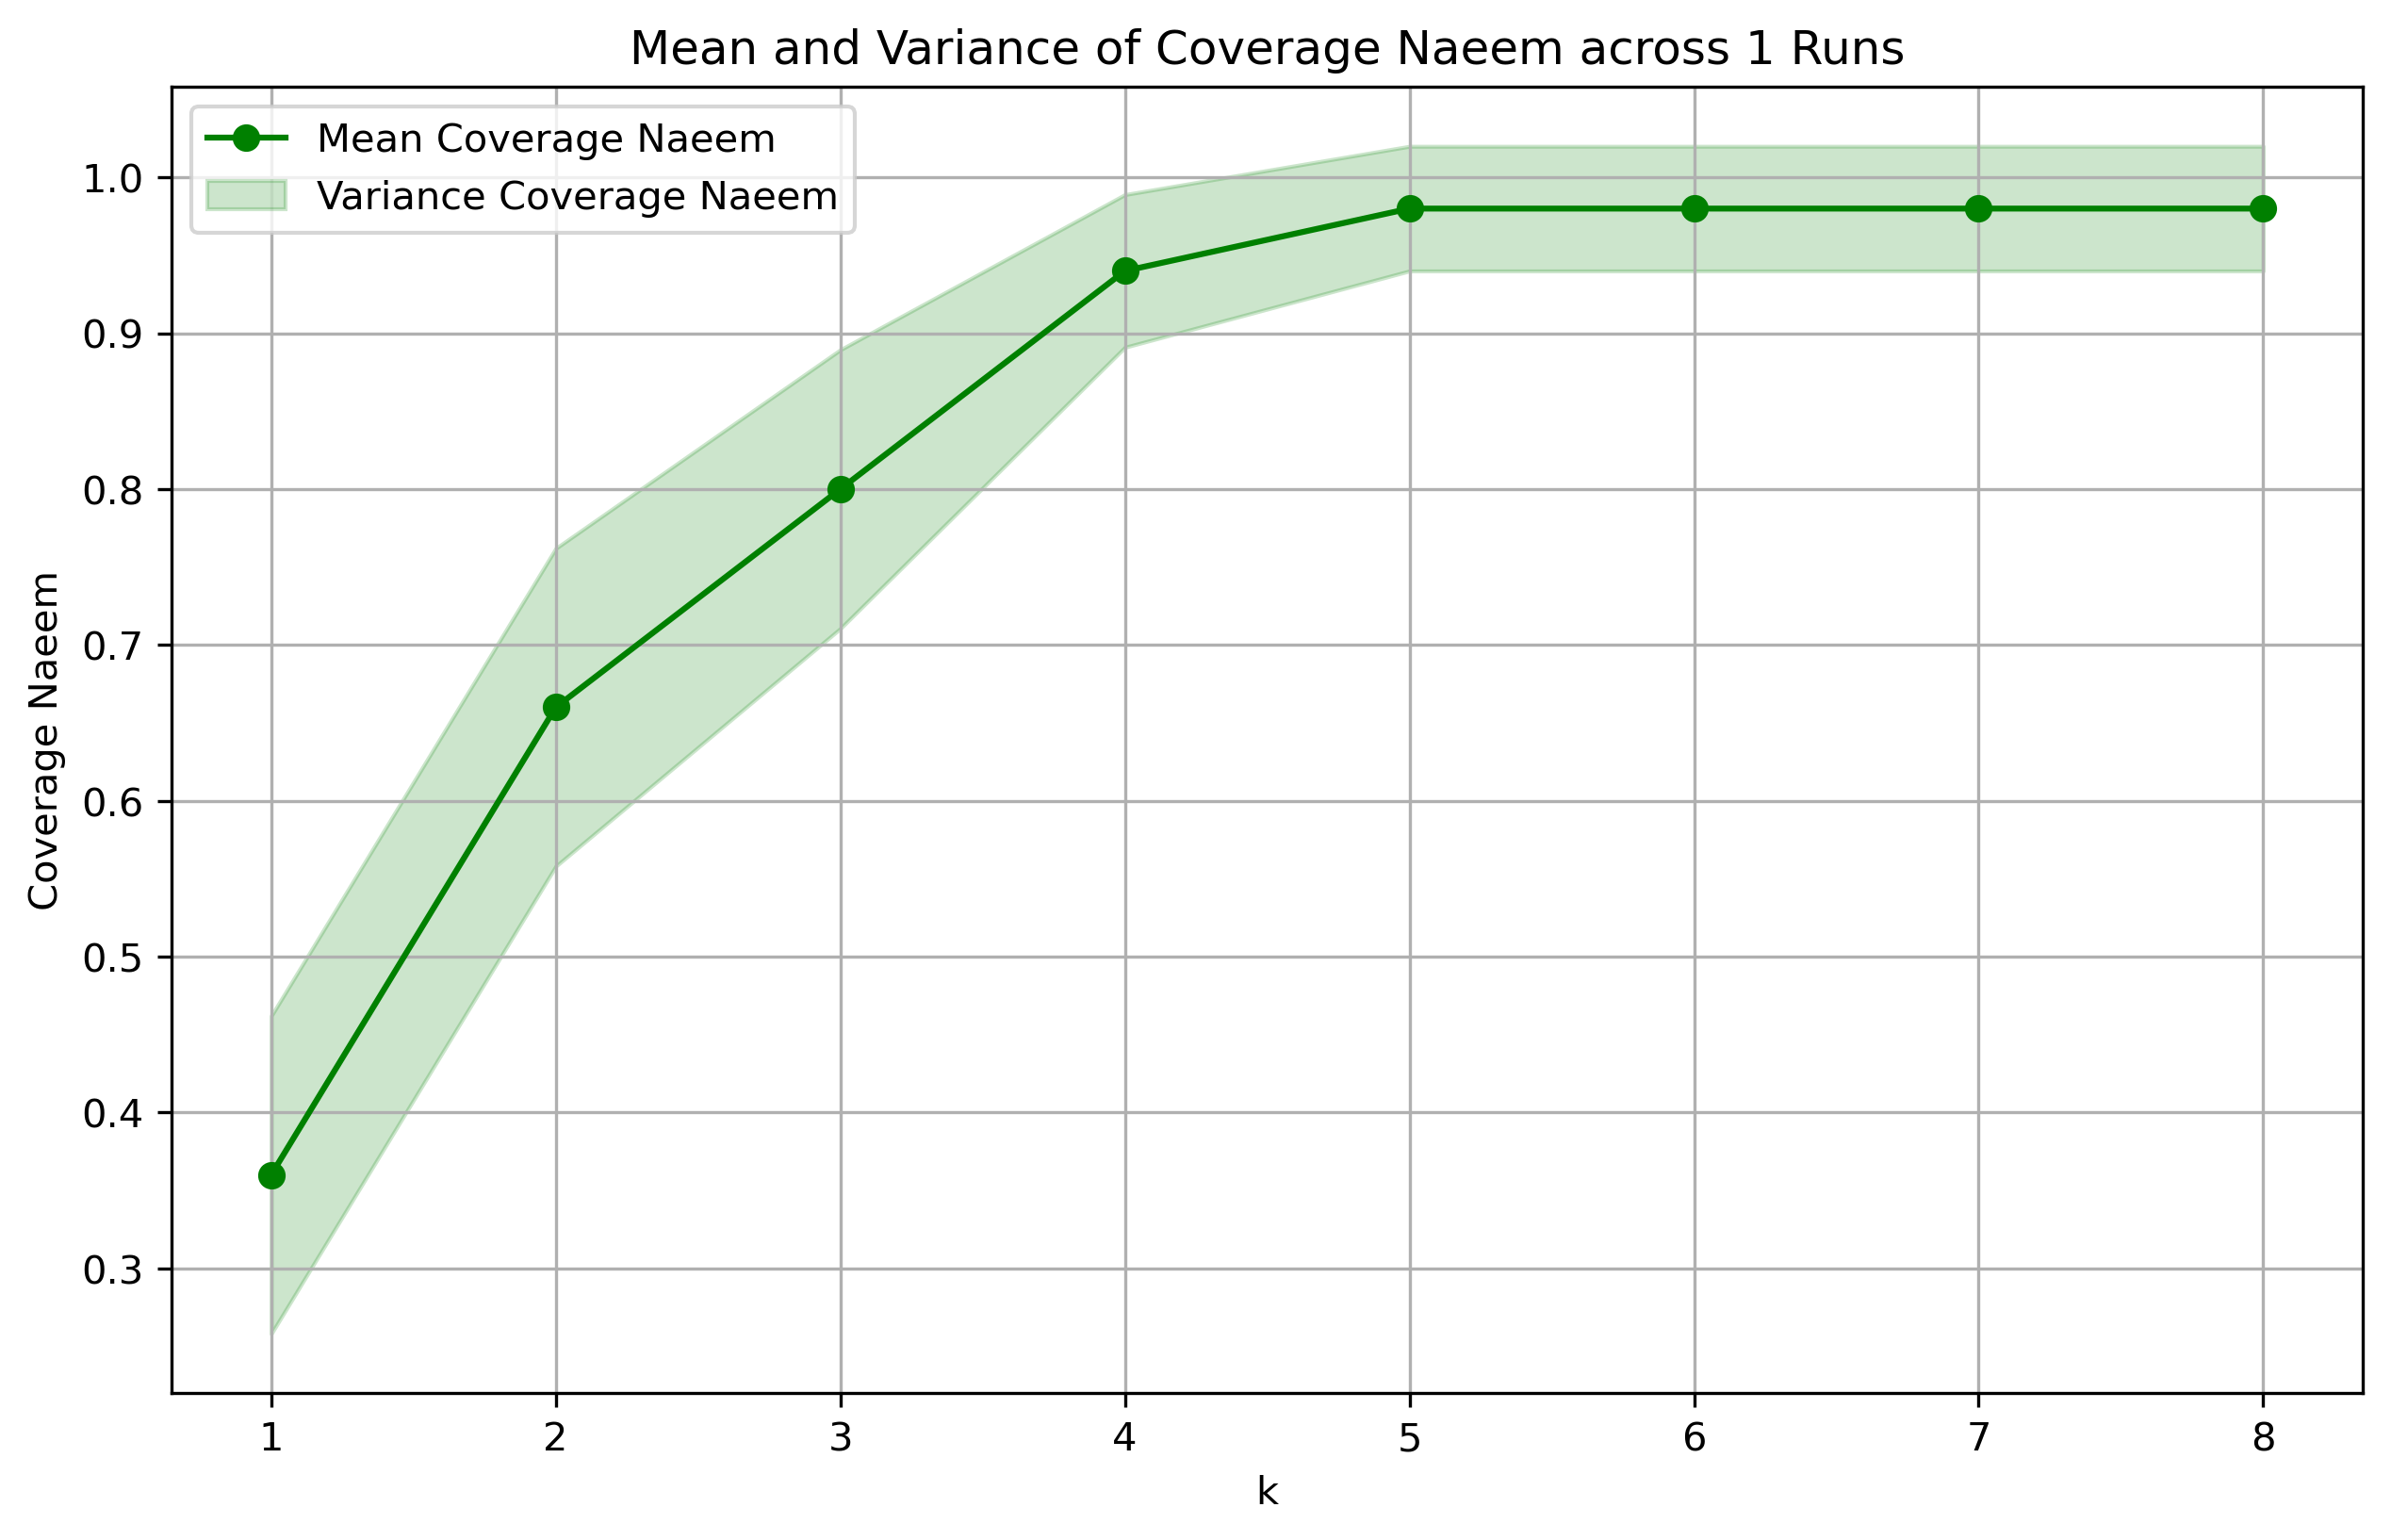 Mean and Variance of Coverage Naeem across 1 Runs
Mean Coverage Naeem
Variance Coverage Naeem
Coverage Naeem
1.0
0.9
0.8
0.7
0.6
0.5
0.4
0.3
1 2 3 4 5 6 7 8
k